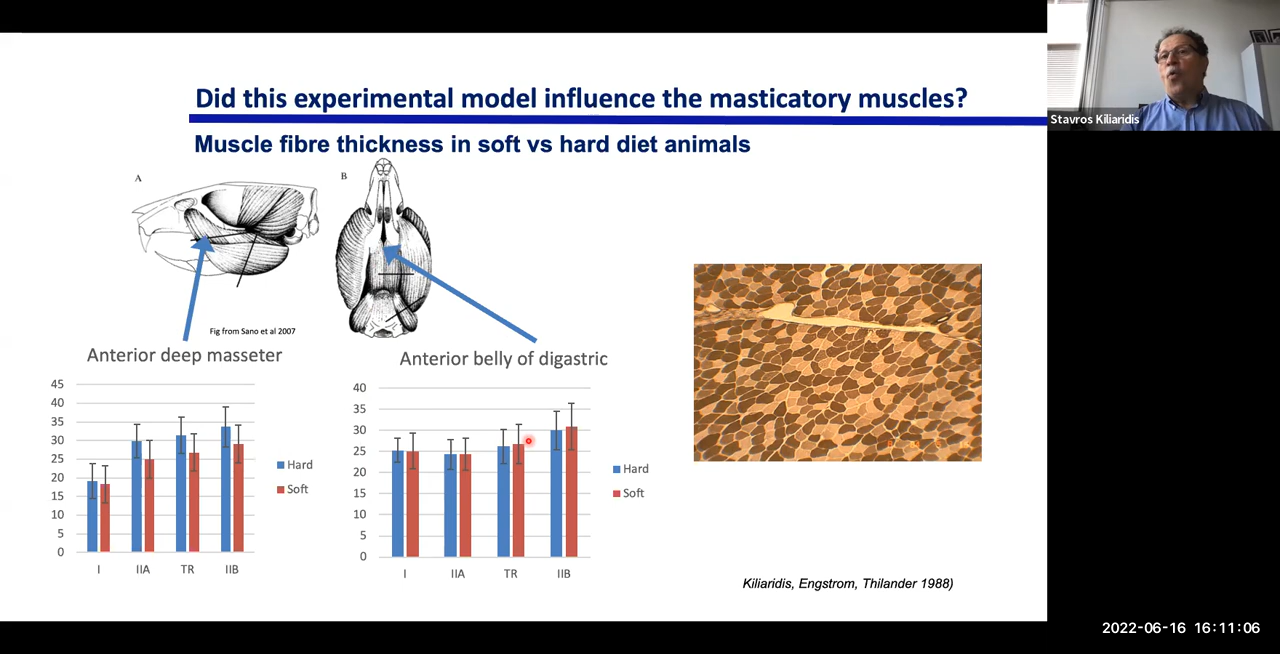 Did this experimental model influence the masticatory muscles?
Stavros Kiliaridis
Muscle fibre thickness in soft vs hard diet animals
A
B
Fig from Sano et al 2007
Anterior deep masseter
Anterior belly of digastric
45
40
35
30
25
20
15
10
5
0
I
IIA
TR
IIB
Hard
Soft
40
35
30
25
20
15
10
5
0
I
IIA
TR
IIB
Hard
Soft
Kiliaridis, Engstrom, Thilander 1988)
2022-06-16 16:11:06